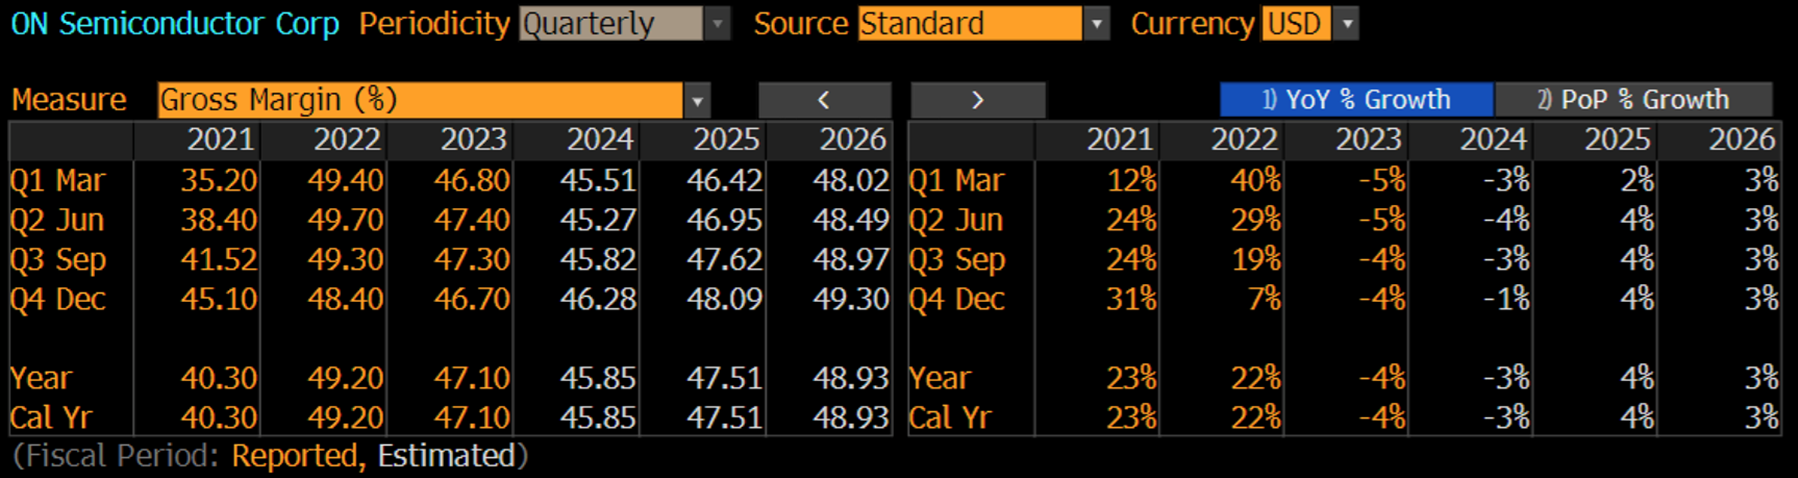 ON Semiconductor Corp Periodicity Quarterly Source Standard Currency USD
Measure Gross Margin (%) < > 1) YoY % Growth 2) PoP % Growth
2021 2022 2023 2024 2025 2026 2021 2022 2023 2024 2025 2026
Q1 Mar 35.20 49.40 46.80 45.51 46.42 48.02 Q1 Mar 12% 40% -5% -3% 2% 3%
Q2 Jun 38.40 49.70 47.40 45.27 46.95 48.49 Q2 Jun 24% 29% -5% -4% 4% 3%
Q3 Sep 41.52 49.30 47.30 45.82 47.62 48.97 Q3 Sep 24% 19% -4% -3% 4% 3%
Q4 Dec 45.10 48.40 46.70 46.28 48.09 49.30 Q4 Dec 31% 7% -4% -1% 4% 3%
Year 40.30 49.20 47.10 45.85 47.51 48.93 Year 23% 22% -4% -3% 4% 3%
Cal Yr 40.30 49.20 47.10 45.85 47.51 48.93 Cal Yr 23% 22% -4% -3% 4% 3%
(Fiscal Period: Reported, Estimated)